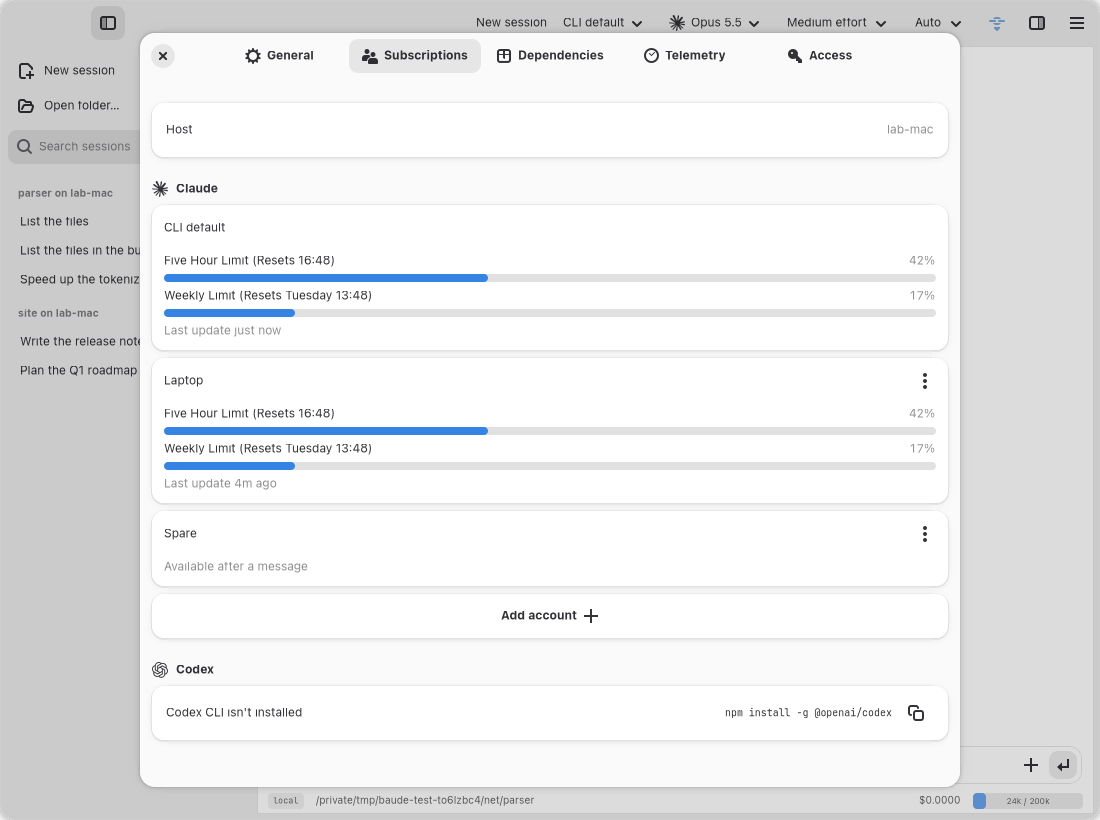 New session CLI default Opus 5.5 Medium effort Auto
General Subscriptions Dependencies Telemetry Access
New session
Open folder...
Search sessions
parser on lab-mac
List the files
List the files in the bu
Speed up the tokeniz
site on lab-mac
Write the release note
Plan the Q1 roadmap
Host lab-mac
Claude
CLI default
Five Hour Limit (Resets 16:48) 42%
Weekly Limit (Resets Tuesday 13:48) 17%
Last update just now
Laptop
Five Hour Limit (Resets 16:48) 42%
Weekly Limit (Resets Tuesday 13:48) 17%
Last update 4m ago
Spare
Available after a message
Add account
Codex
Codex CLI isn't installed npm install -g @openai/codex
local /private/tmp/baude-test-to6lzbc4/net/parser $0.0000 24k / 200k